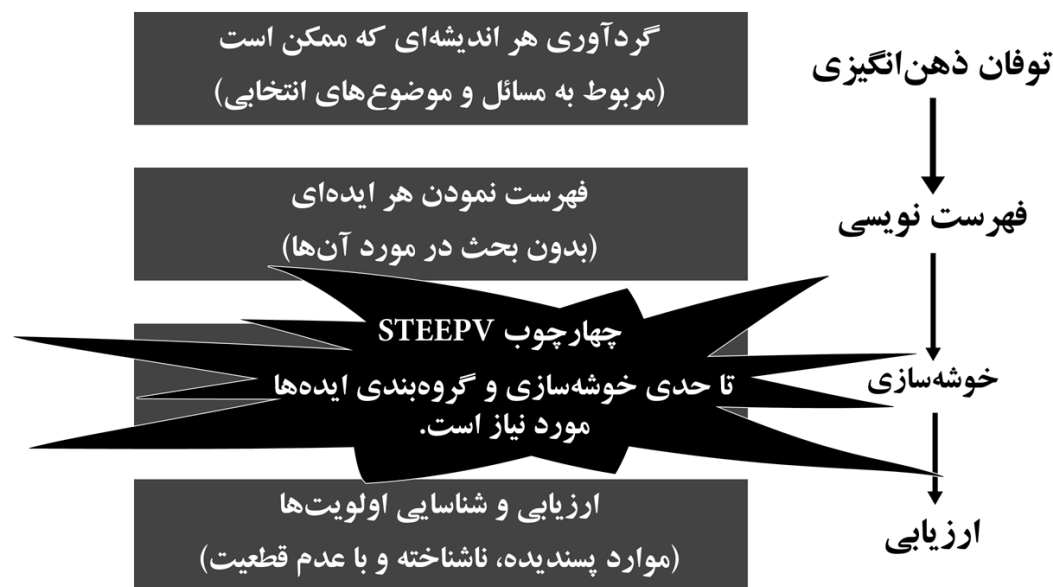 توفان ذهن‌انگیزی
گردآوری هر اندیشه‌ای که ممکن است
(مربوط به مسائل و موضوع‌های انتخابی)
فهرست نویسی
فهرست نمودن هر ایده‌ای
(بدون بحث در مورد آن‌ها)
خوشه‌سازی
چهارچوب STEEPV
تا حدی خوشه‌سازی و گروه‌بندی ایده‌ها
مورد نیاز است.
ارزیابی
ارزیابی و شناسایی اولویت‌ها
(موارد پسندیده، ناشناخته و با عدم قطعیت)